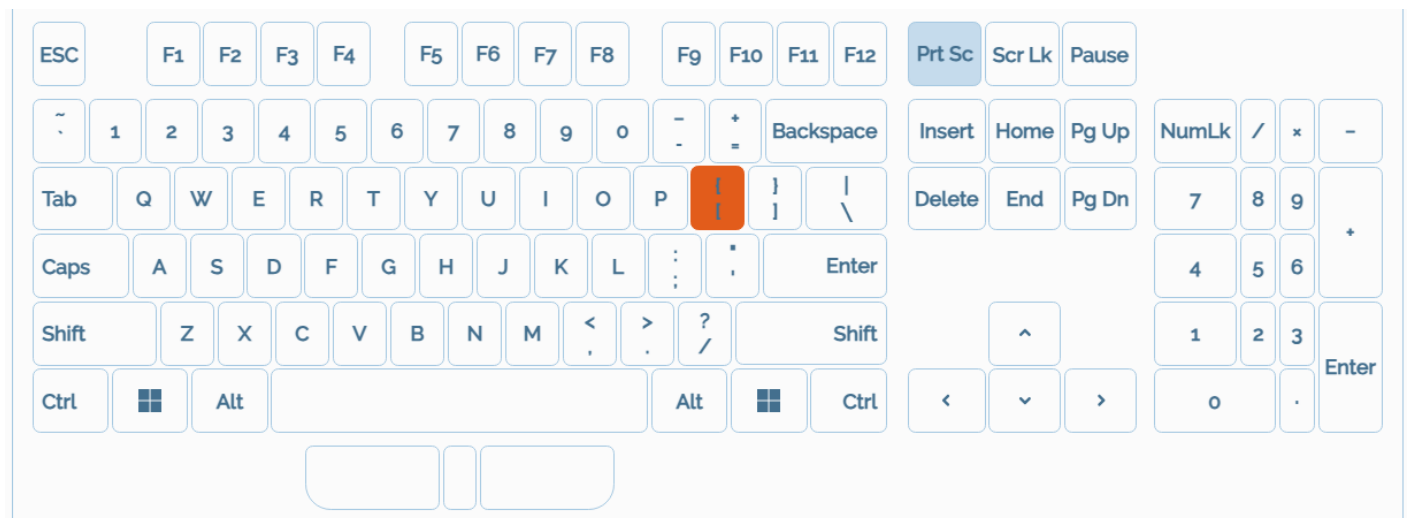 ESC F1 F2 F3 F4 F5 F6 F7 F8 F9 F10 F11 F12 Prt Sc Scr Lk Pause
~ – +
` 1 2 3 4 5 6 7 8 9 0 - = Backspace Insert Home Pg Up NumLk / × –
Tab Q W E R T Y U I O P [ } | Delete End Pg Dn 7 8 9 +
[ ] \
Caps A S D F G H J K L : " Enter 4 5 6
; '
Shift Z X C V B N M < > ? Shift ^ 1 2 3 Enter
, . /
Ctrl Alt Alt Ctrl < ⌄ > 0 .